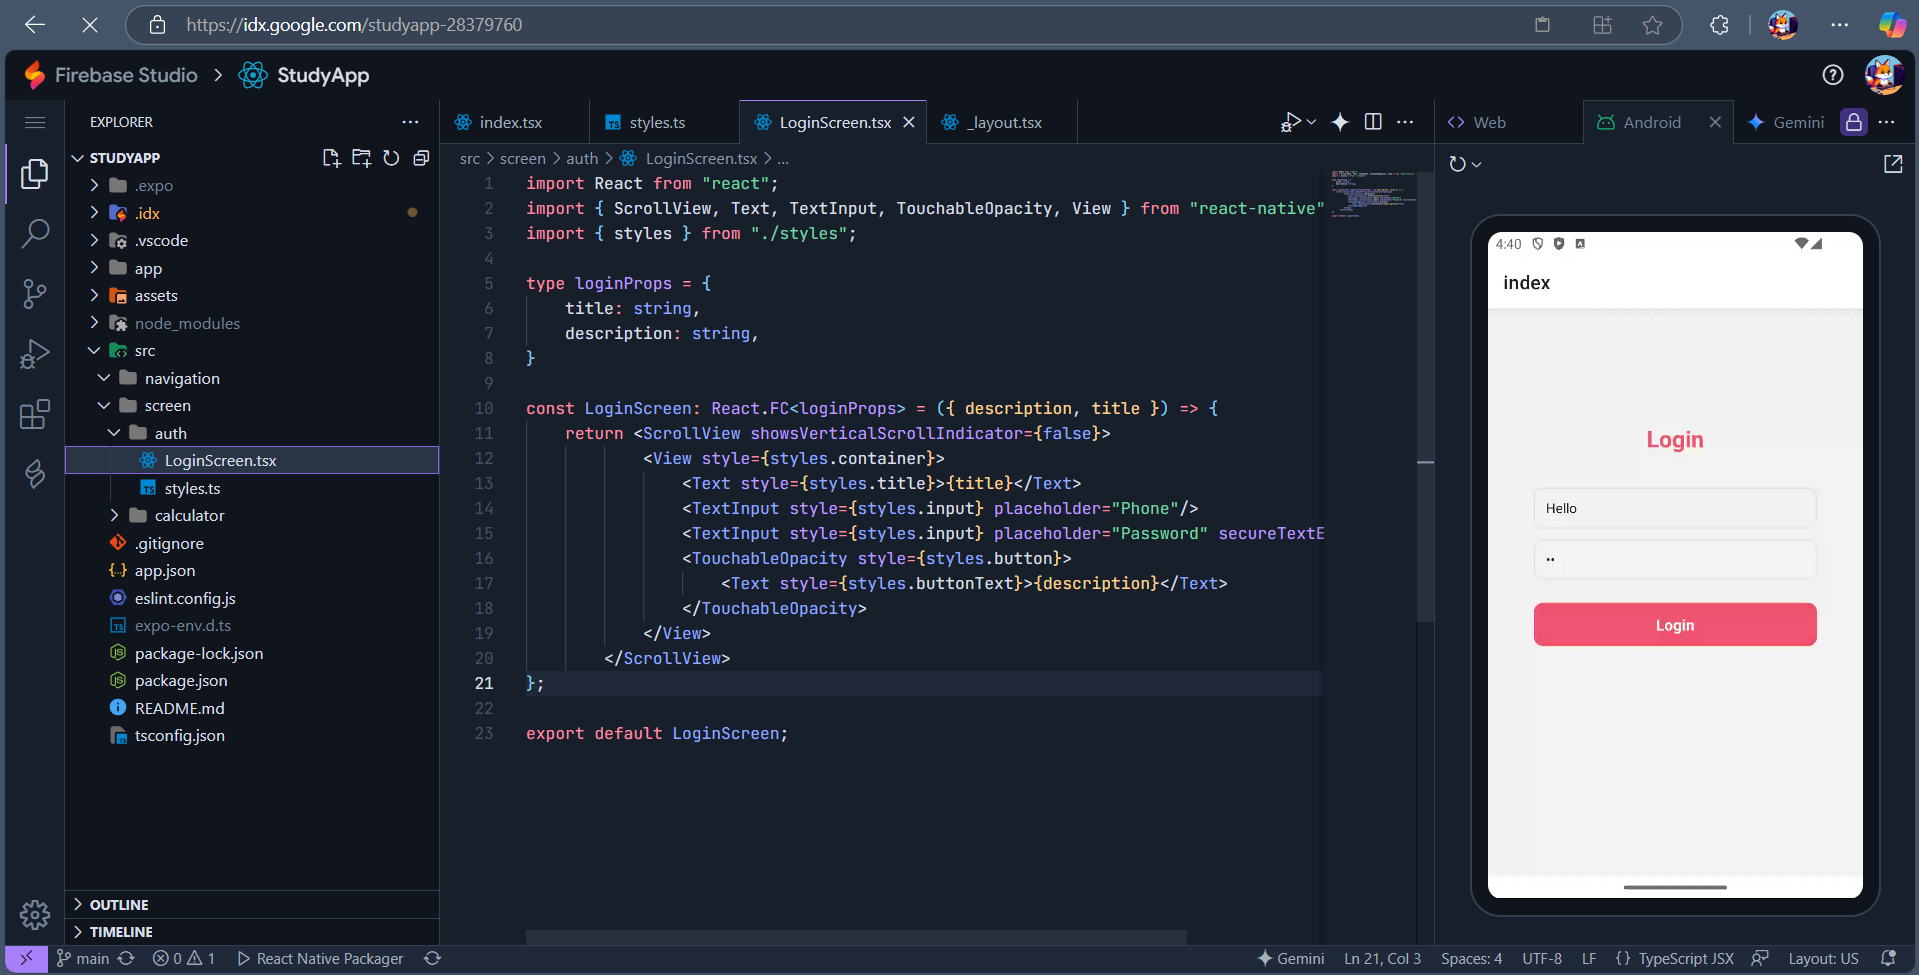 https://idx.google.com/studyapp-28379760
Firebase Studio > StudyApp
EXPLORER
STUDYAPP
.expo
.idx
.vscode
app
assets
node_modules
src
navigation
screen
auth
LoginScreen.tsx
styles.ts
calculator
.gitignore
app.json
eslint.config.js
expo-env.d.ts
package-lock.json
package.json
README.md
tsconfig.json
OUTLINE
TIMELINE
index.tsx
styles.ts
LoginScreen.tsx
_layout.tsx
src > screen > auth > LoginScreen.tsx > ...
1 import React from "react";
2 import { ScrollView, Text, TextInput, TouchableOpacity, View } from "react-native"
3 import { styles } from "./styles";
4
5 type loginProps = {
6 title: string,
7 description: string,
8 }
9
10 const LoginScreen: React.FC<loginProps> = ({ description, title }) => {
11 return <ScrollView showsVerticalScrollIndicator={false}>
12 <View style={styles.container}>
13 <Text style={styles.title}>{title}</Text>
14 <TextInput style={styles.input} placeholder="Phone"/>
15 <TextInput style={styles.input} placeholder="Password" secureTextE
16 <TouchableOpacity style={styles.button}>
17 <Text style={styles.buttonText}>{description}</Text>
18 </TouchableOpacity>
19 </View>
20 </ScrollView>
21 };
22
23 export default LoginScreen;
Web
Android
Gemini
4:40
index
Login
Hello
••
Login
main
0
1
React Native Packager
Gemini
Ln 21, Col 3
Spaces: 4
UTF-8
LF
{ } TypeScript JSX
Layout: US